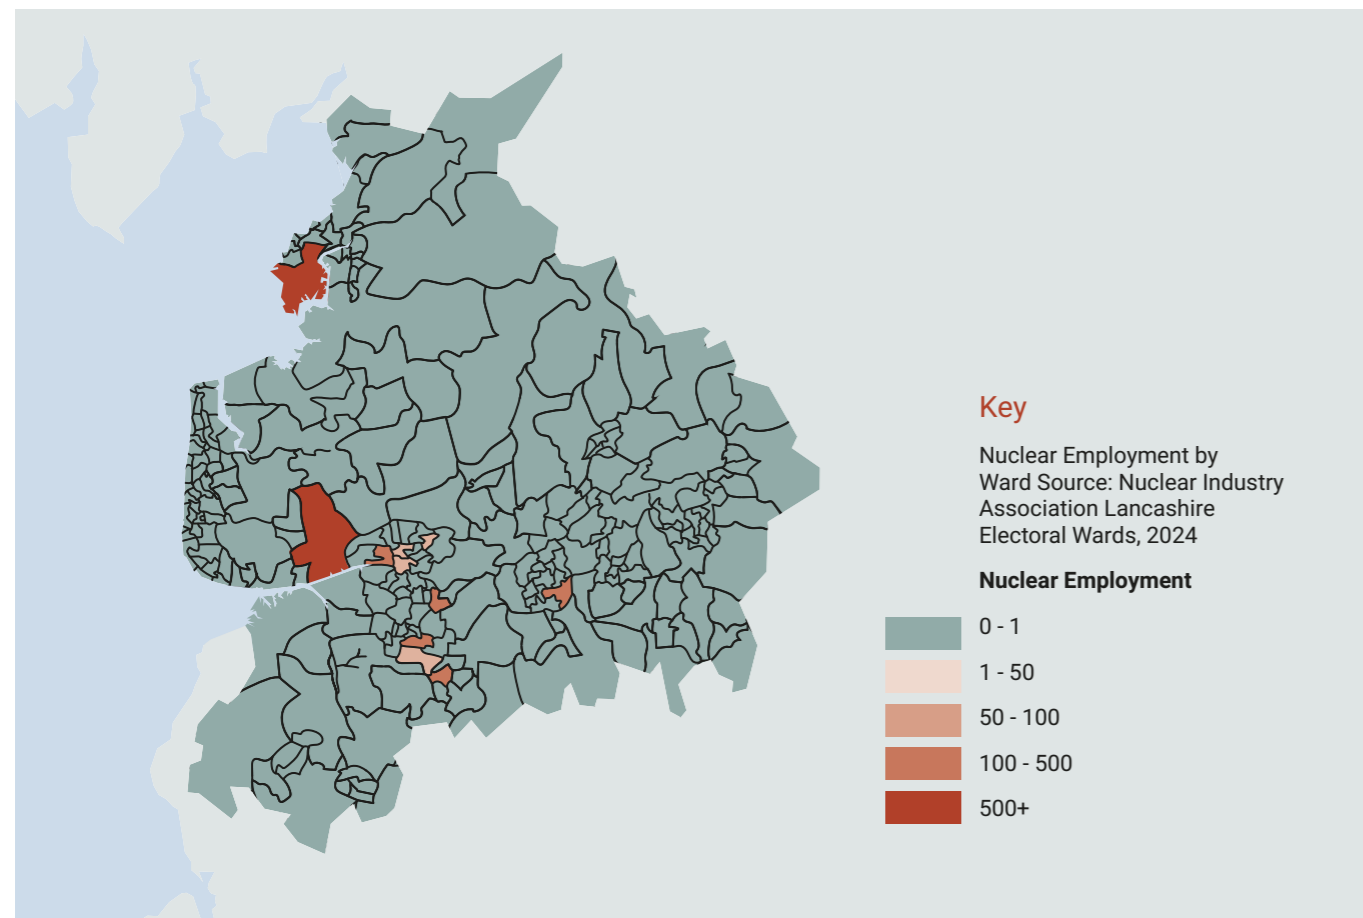 Key
Nuclear Employment by
Ward Source: Nuclear Industry
Association Lancashire
Electoral Wards, 2024
Nuclear Employment
0 - 1
1 - 50
50 - 100
100 - 500
500+